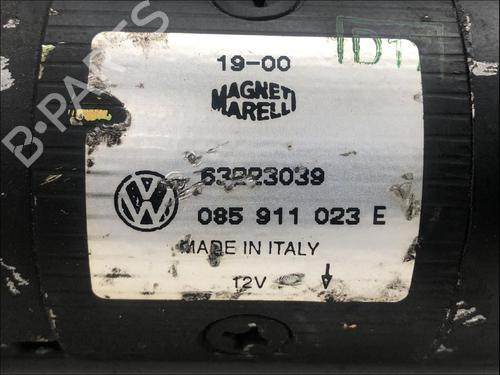 19-00
MAGNETI
MARELLI
63223039
085 911 023 E
MADE IN ITALY
12V
B-PARTS